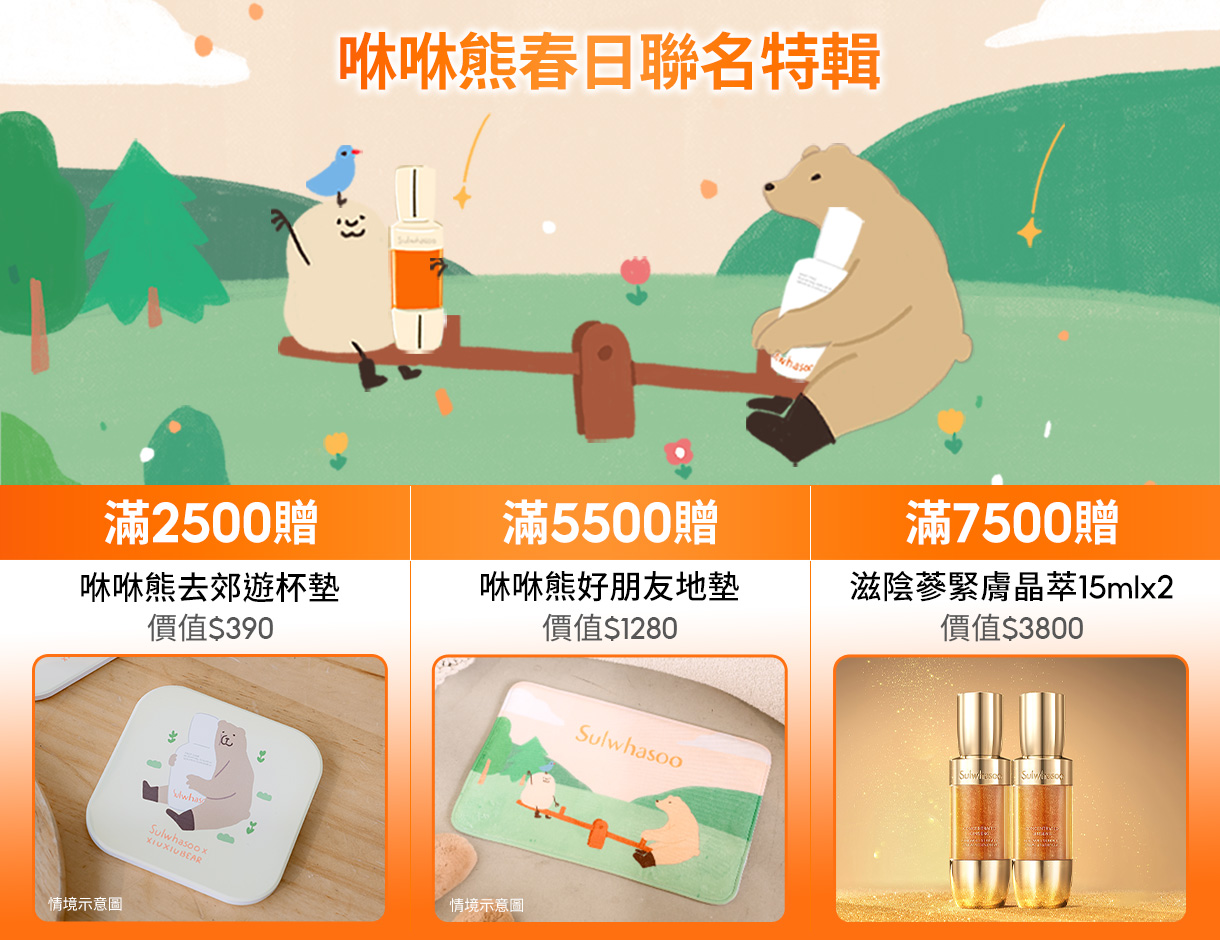 咻咻熊春日聯名特輯
Sulwhasoo
滿2500贈
滿5500贈
滿7500贈
咻咻熊去郊遊杯墊
價值$390
咻咻熊好朋友地墊
價值$1280
滋陰蔘緊膚晶萃15mlx2
價值$3800
Sulwhasoo x
XIUXIUBEAR
情境示意圖
Sulwhasoo
情境示意圖
Sulwhasoo
Sulwhasoo